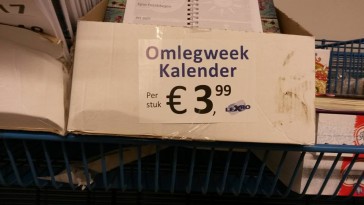 Omlegweek
Kalender
Per
stuk
€ 3,99